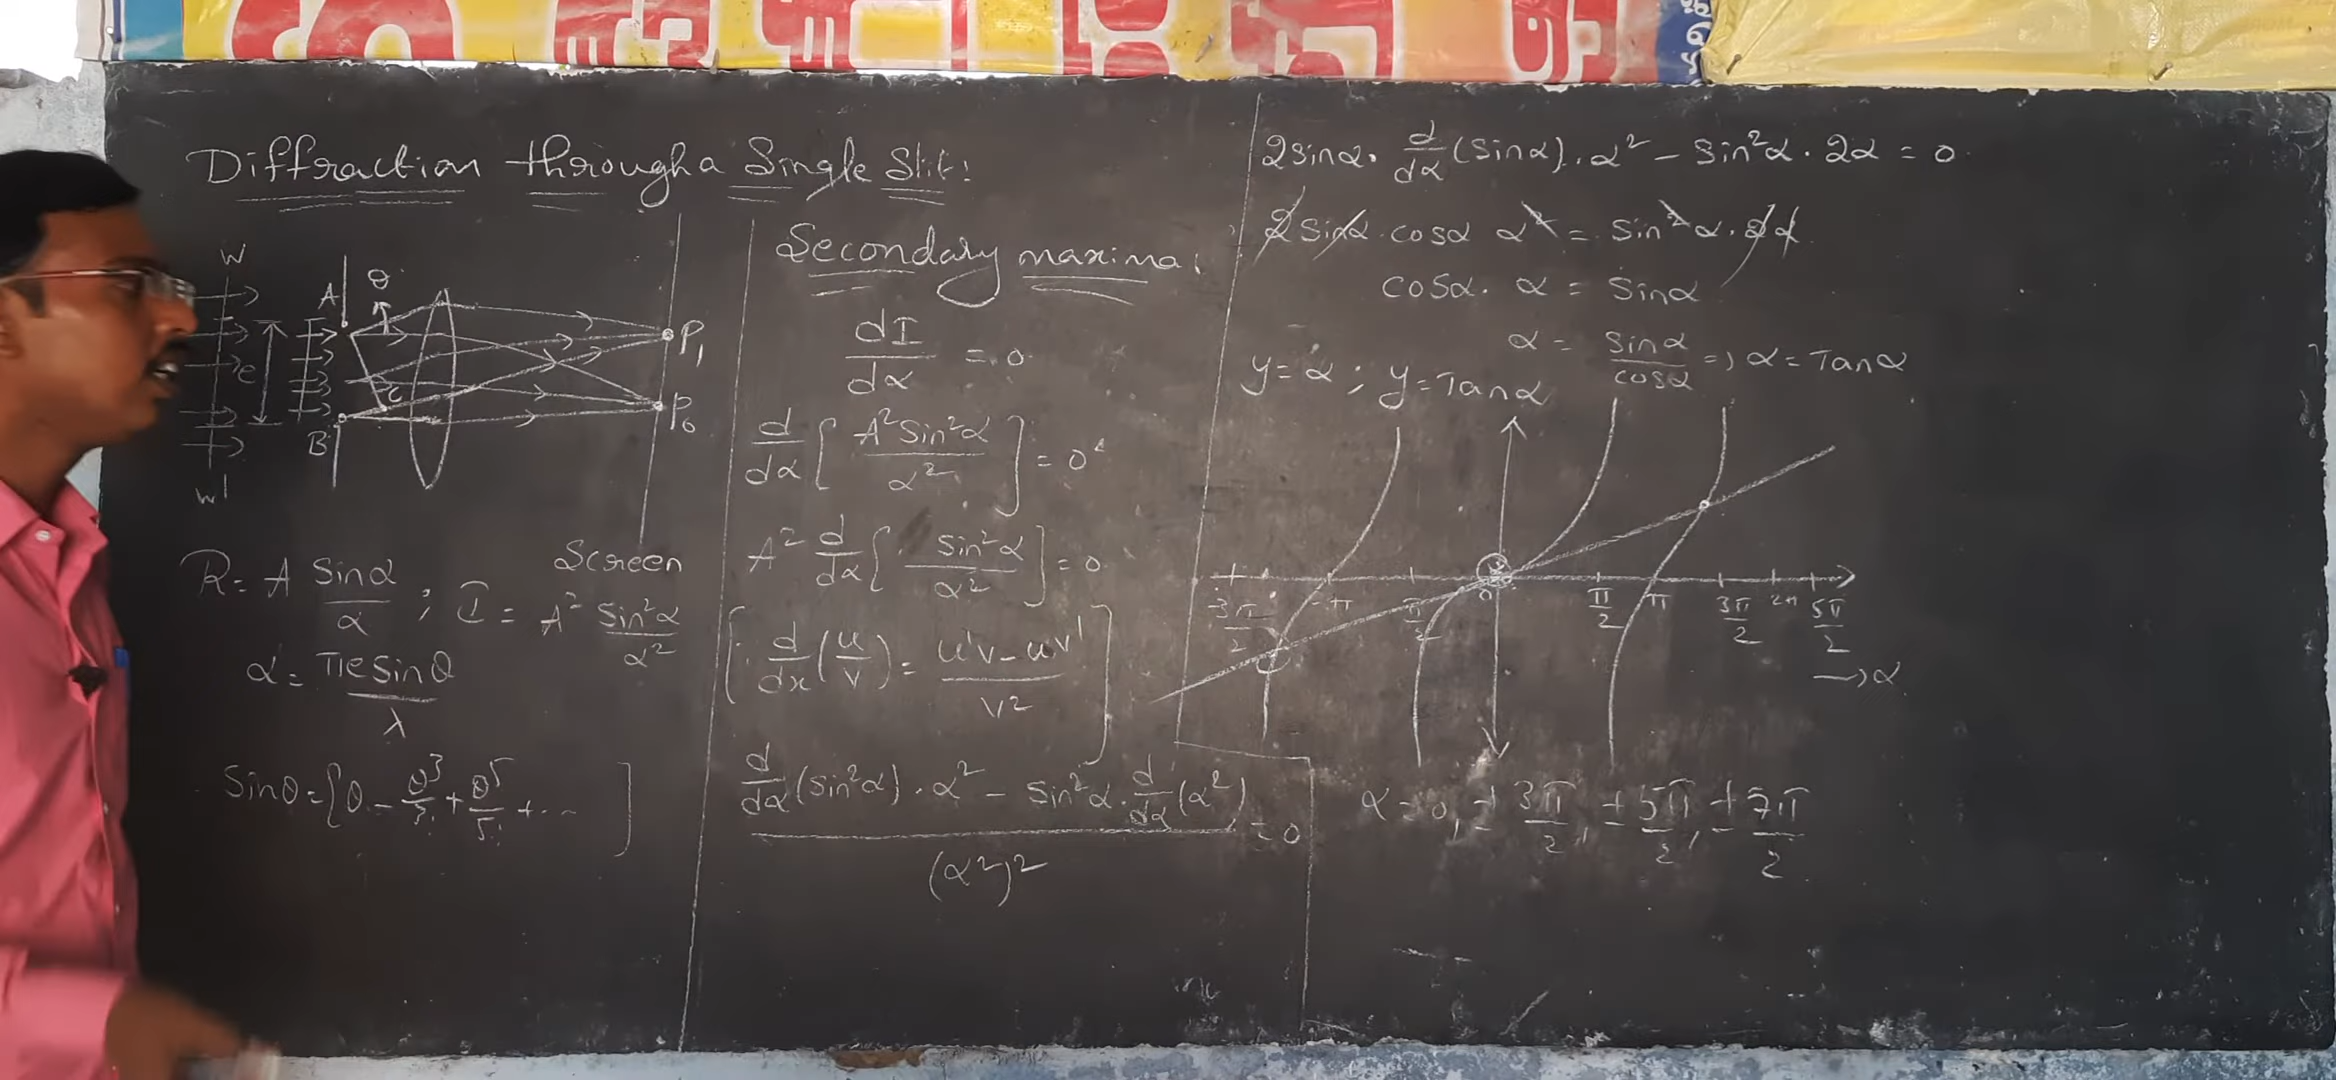 Diffraction through a Single Slit:
W
A
θ
e
P₁
C
P₀
B
W|
Screen
R = A Sinα/α ; I = A² Sin²α/α²
α = πe Sinθ/λ
Sinθ = {θ - θ³/3! + θ⁵/5! + ... ]
Secondary maxima:
dI/dα = 0
d/dα [A² Sin²α/α²] = 0
A² d/dα { Sin²α/α² ] = 0
[ d/dx (u/v) = u'v - uv'/v² ]
d/dα (Sin²α) . α² - Sin²α . d/dα (α²) / (α²)² = 0
2 Sinα . d/dα (Sinα) . α² - Sin²α . 2α = 0
2 Sinα . cosα α² = Sin²α . 2α
cosα . α = Sinα
α = Sinα/cosα => α = Tanα
y = α ; y = Tanα
-3π/2 -π -π/2 0 π/2 π 3π/2 2π 5π/2
→ α
α = 0, ± 3π/2, ± 5π/2, ± 7π/2